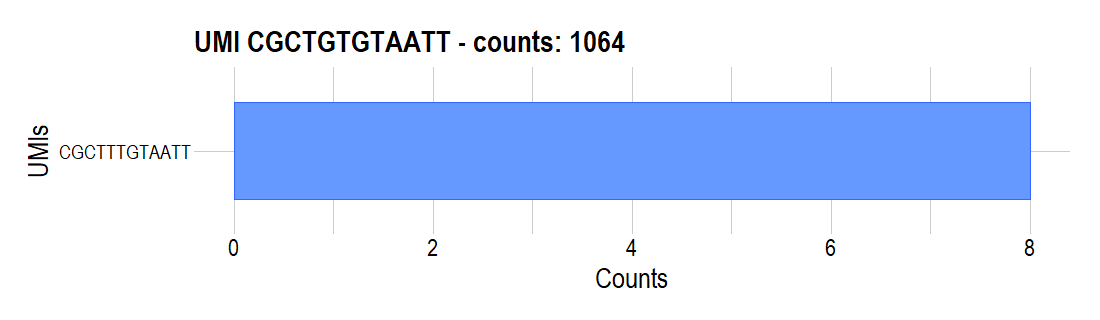 UMI CGCTGTGTAATT - counts: 1064
UMIs
CGCTTTGTAATT
0 2 4 6 8
Counts